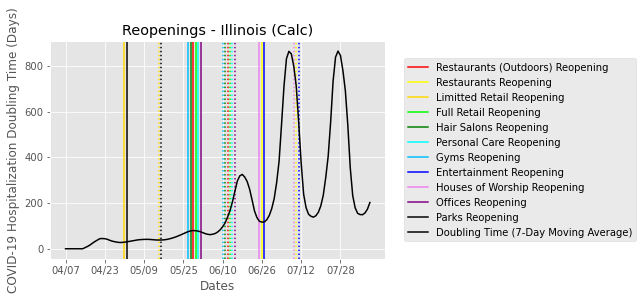 Reopenings - Illinois (Calc)
COVID-19 Hospitalization Doubling Time (Days)
800
600
400
200
0
04/07 04/23 05/09 05/25 06/10 06/26 07/12 07/28
Dates
Restaurants (Outdoors) Reopening
Restaurants Reopening
Limitted Retail Reopening
Full Retail Reopening
Hair Salons Reopening
Personal Care Reopening
Gyms Reopening
Entertainment Reopening
Houses of Worship Reopening
Offices Reopening
Parks Reopening
Doubling Time (7-Day Moving Average)